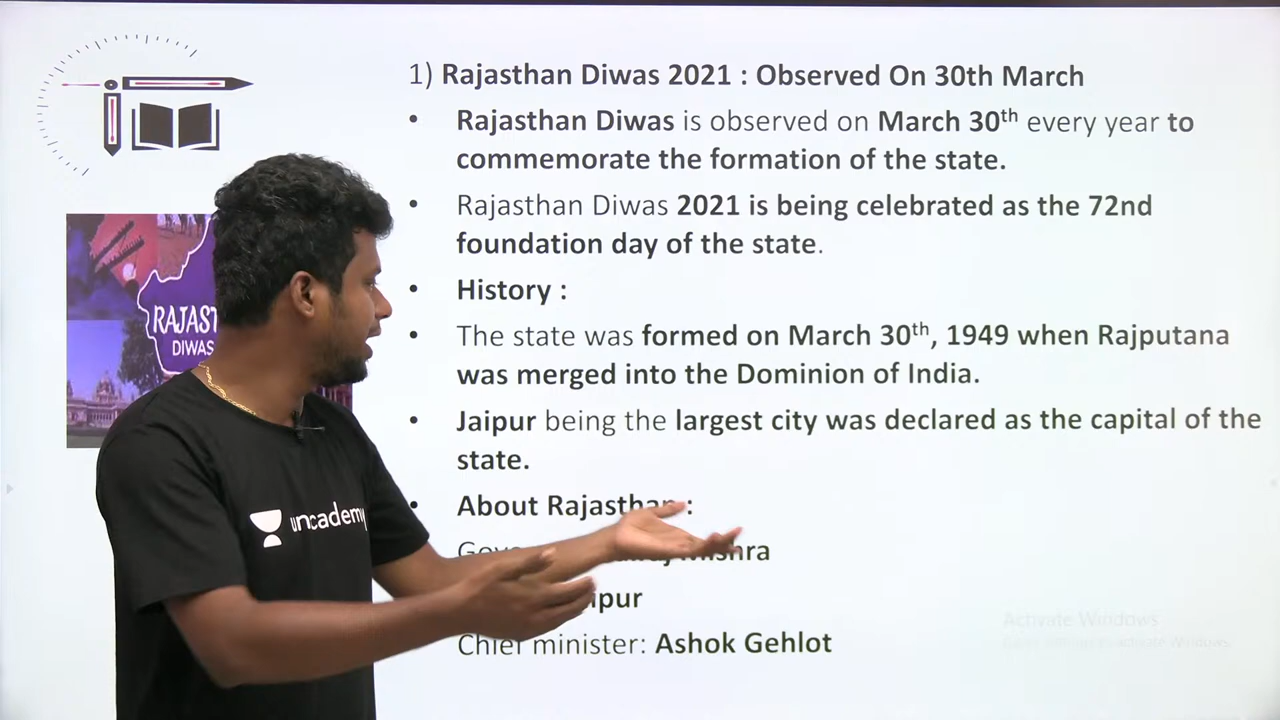 1) Rajasthan Diwas 2021 : Observed On 30th March
• Rajasthan Diwas is observed on March 30th every year to
commemorate the formation of the state.
• Rajasthan Diwas 2021 is being celebrated as the 72nd
foundation day of the state.
• History :
• The state was formed on March 30th, 1949 when Rajputana
was merged into the Dominion of India.
• Jaipur being the largest city was declared as the capital of the
state.
• About Rajasthan :
Mishra
Chief minister: Ashok Gehlot
RAJAST
DIWAS
unacademy
Activate Windows